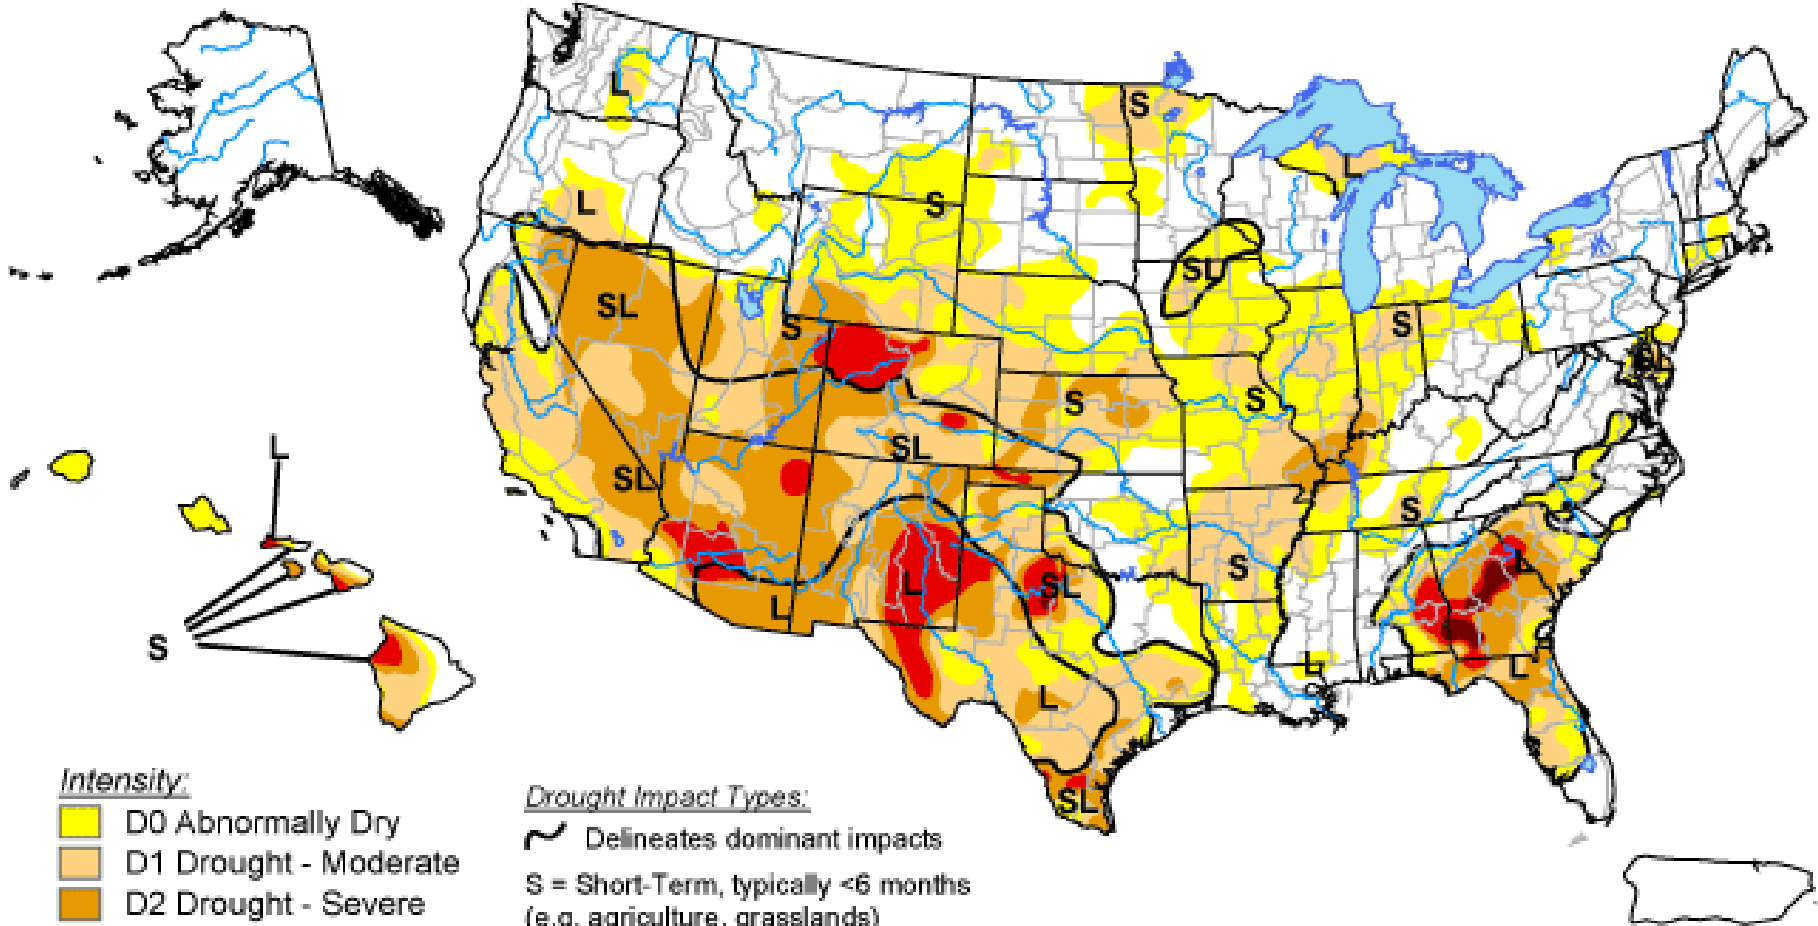 L
S
S
L
SL
SL
S
S
S
S
L
SL
SL
S
S
L
L
SL
S
L
L
L
L
L
SL
S
Intensity:
D0 Abnormally Dry
D1 Drought - Moderate
D2 Drought - Severe
Drought Impact Types:
Delineates dominant impacts
S = Short-Term, typically <6 months
(e.g. agriculture, grasslands)